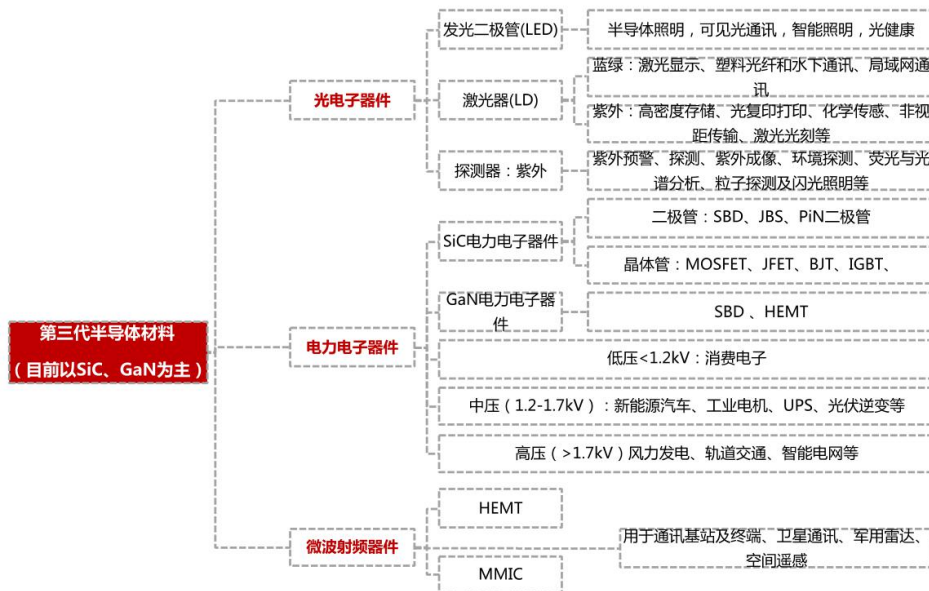 发光二极管(LED)
半导体照明，可见光通讯，智能照明，光健康
光电子器件
激光器(LD)
蓝绿：激光显示、塑料光纤和水下通讯、局域网通
讯
紫外：高密度存储、光复印打印、化学传感、非视
距传输、激光光刻等
探测器：紫外
紫外预警、探测、紫外成像、环境探测、荧光与光
谱分析、粒子探测及闪光照明等
第三代半导体材料
（目前以SiC、GaN为主）
电力电子器件
SiC电力电子器件
二极管：SBD、JBS、PiN二极管
晶体管：MOSFET、JFET、BJT、IGBT、
GaN电力电子器
件
SBD 、HEMT
低压<1.2kV：消费电子
中压（1.2-1.7kV）：新能源汽车、工业电机、UPS、光伏逆变等
高压（>1.7kV）风力发电、轨道交通、智能电网等
微波射频器件
HEMT
MMIC
用于通讯基站及终端、卫星通讯、军用雷达、
空间遥感